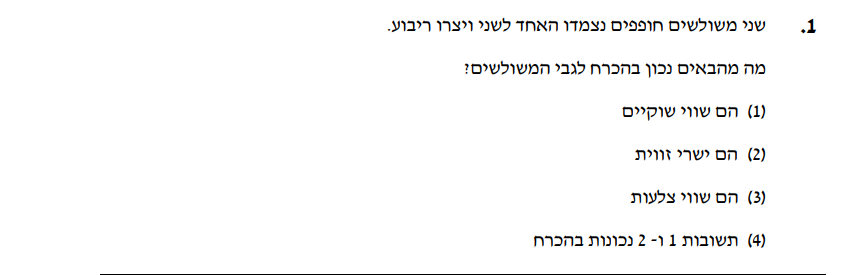 1. שני משולשים חופפים נצמדו האחד לשני ויצרו ריבוע.
מה מהבאים נכון בהכרח לגבי המשולשים?
(1) הם שווי שוקיים
(2) הם ישרי זווית
(3) הם שווי צלעות
(4) תשובות 1 ו- 2 נכונות בהכרח